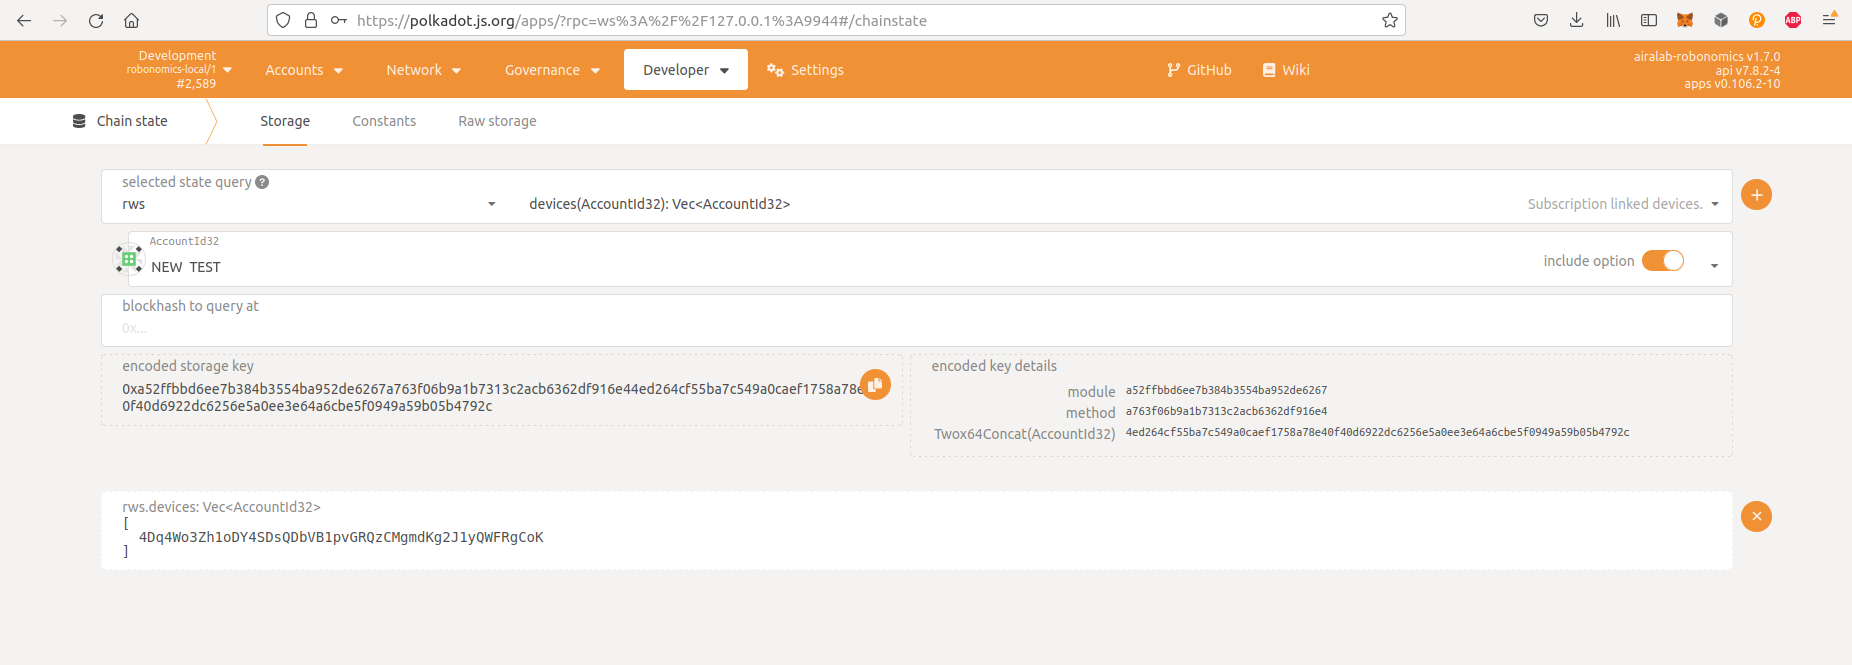 https://polkadot.js.org/apps/?rpc=ws%3A%2F%2F127.0.0.1%3A9944#/chainstate
ABP
Development
robonomics-local/1
#2,589
Accounts
Network
Governance
Developer
Settings
GitHub
Wiki
airalab-robonomics v1.7.0
api v7.8.2-4
apps v0.106.2-10
Chain state
Storage
Constants
Raw storage
selected state query ?
rws
devices(AccountId32): Vec<AccountId32>
Subscription linked devices.
AccountId32
NEW TEST
include option
blockhash to query at
0x...
encoded storage key
0xa52ffbbd6ee7b384b3554ba952de6267a763f06b9a1b7313c2acb6362df916e44ed264cf55ba7c549a0caef1758a78e
0f40d6922dc6256e5a0ee3e64a6cbe5f0949a59b05b4792c
encoded key details
module a52ffbbd6ee7b384b3554ba952de6267
method a763f06b9a1b7313c2acb6362df916e4
Twox64Concat(AccountId32) 4ed264cf55ba7c549a0caef1758a78e40f40d6922dc6256e5a0ee3e64a6cbe5f0949a59b05b4792c
rws.devices: Vec<AccountId32>
[
4Dq4Wo3Zh1oDY4SDsQDbVB1pvGRQzCMgmdKg2J1yQWFRgCoK
]